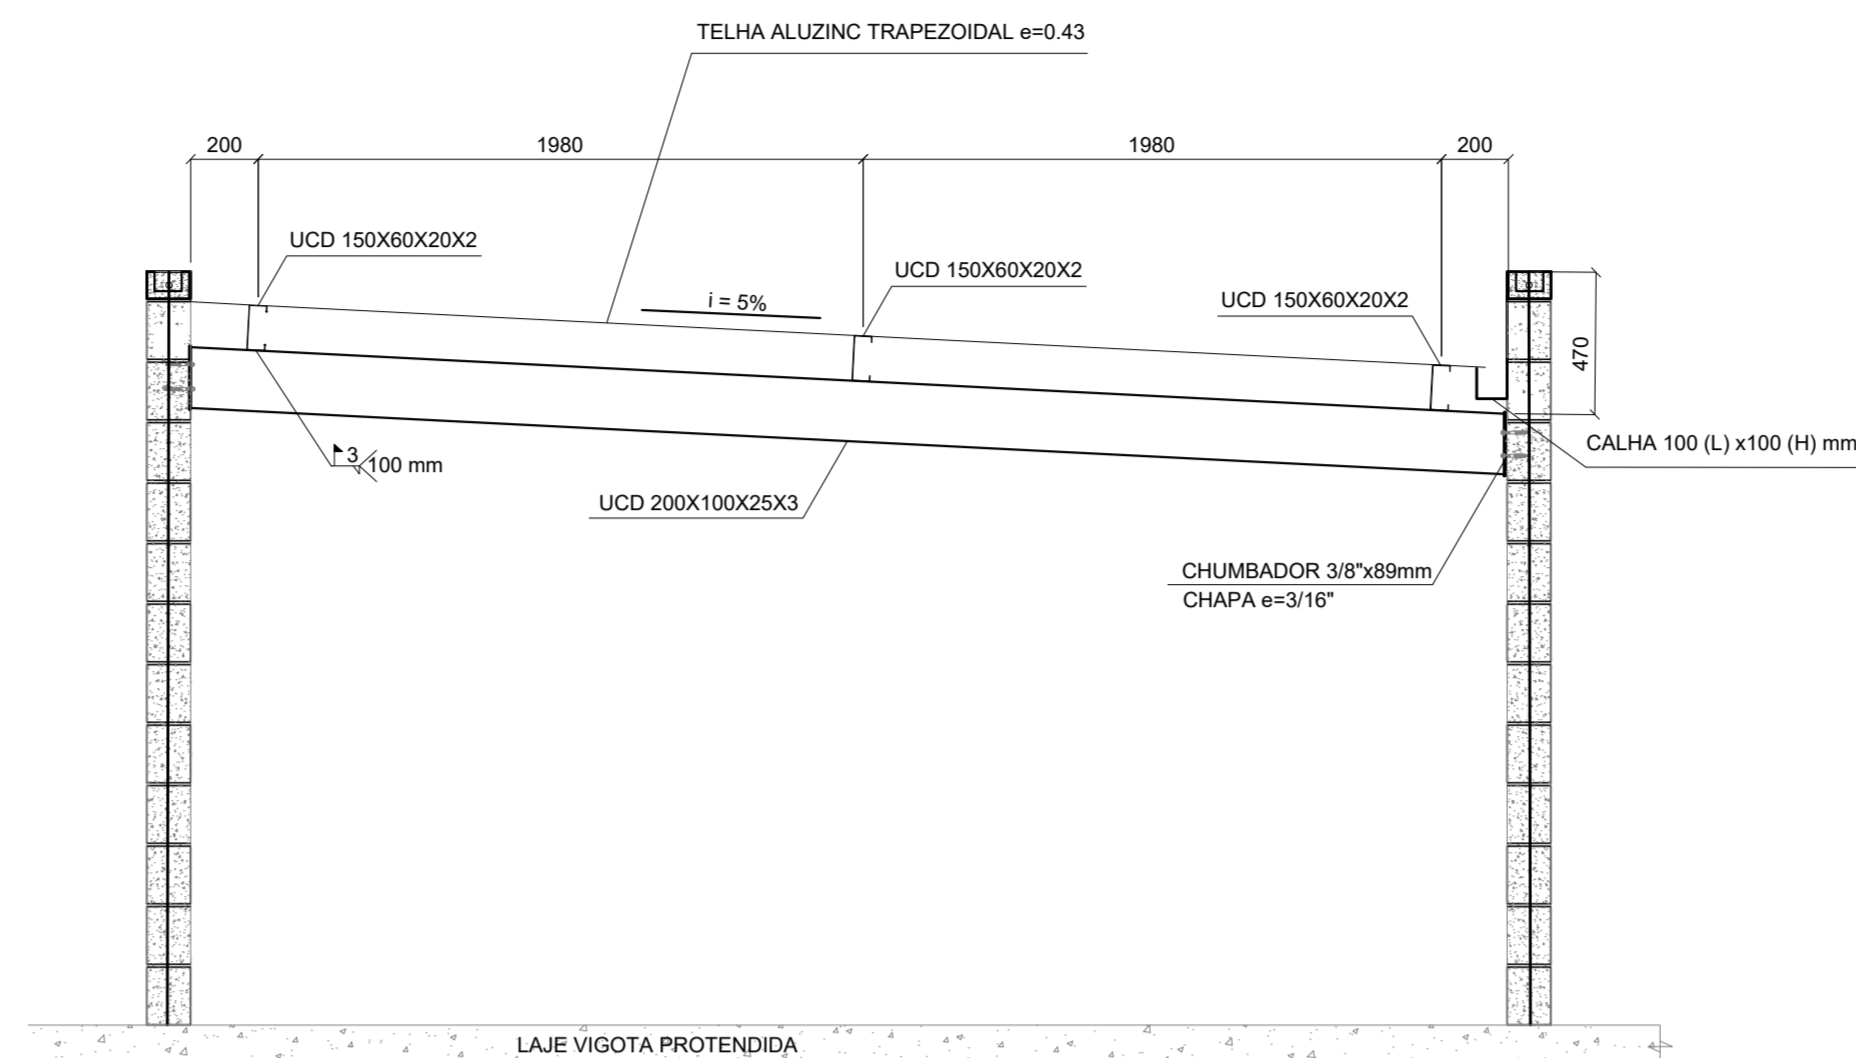 TELHA ALUZINC TRAPEZOIDAL e=0.43
200
1980
1980
200
UCD 150X60X20X2
UCD 150X60X20X2
i = 5%
UCD 150X60X20X2
470
CALHA 100 (L) x100 (H) mm
3
100 mm
UCD 200X100X25X3
CHUMBADOR 3/8"x89mm
CHAPA e=3/16"
LAJE VIGOTA PROTENDIDA